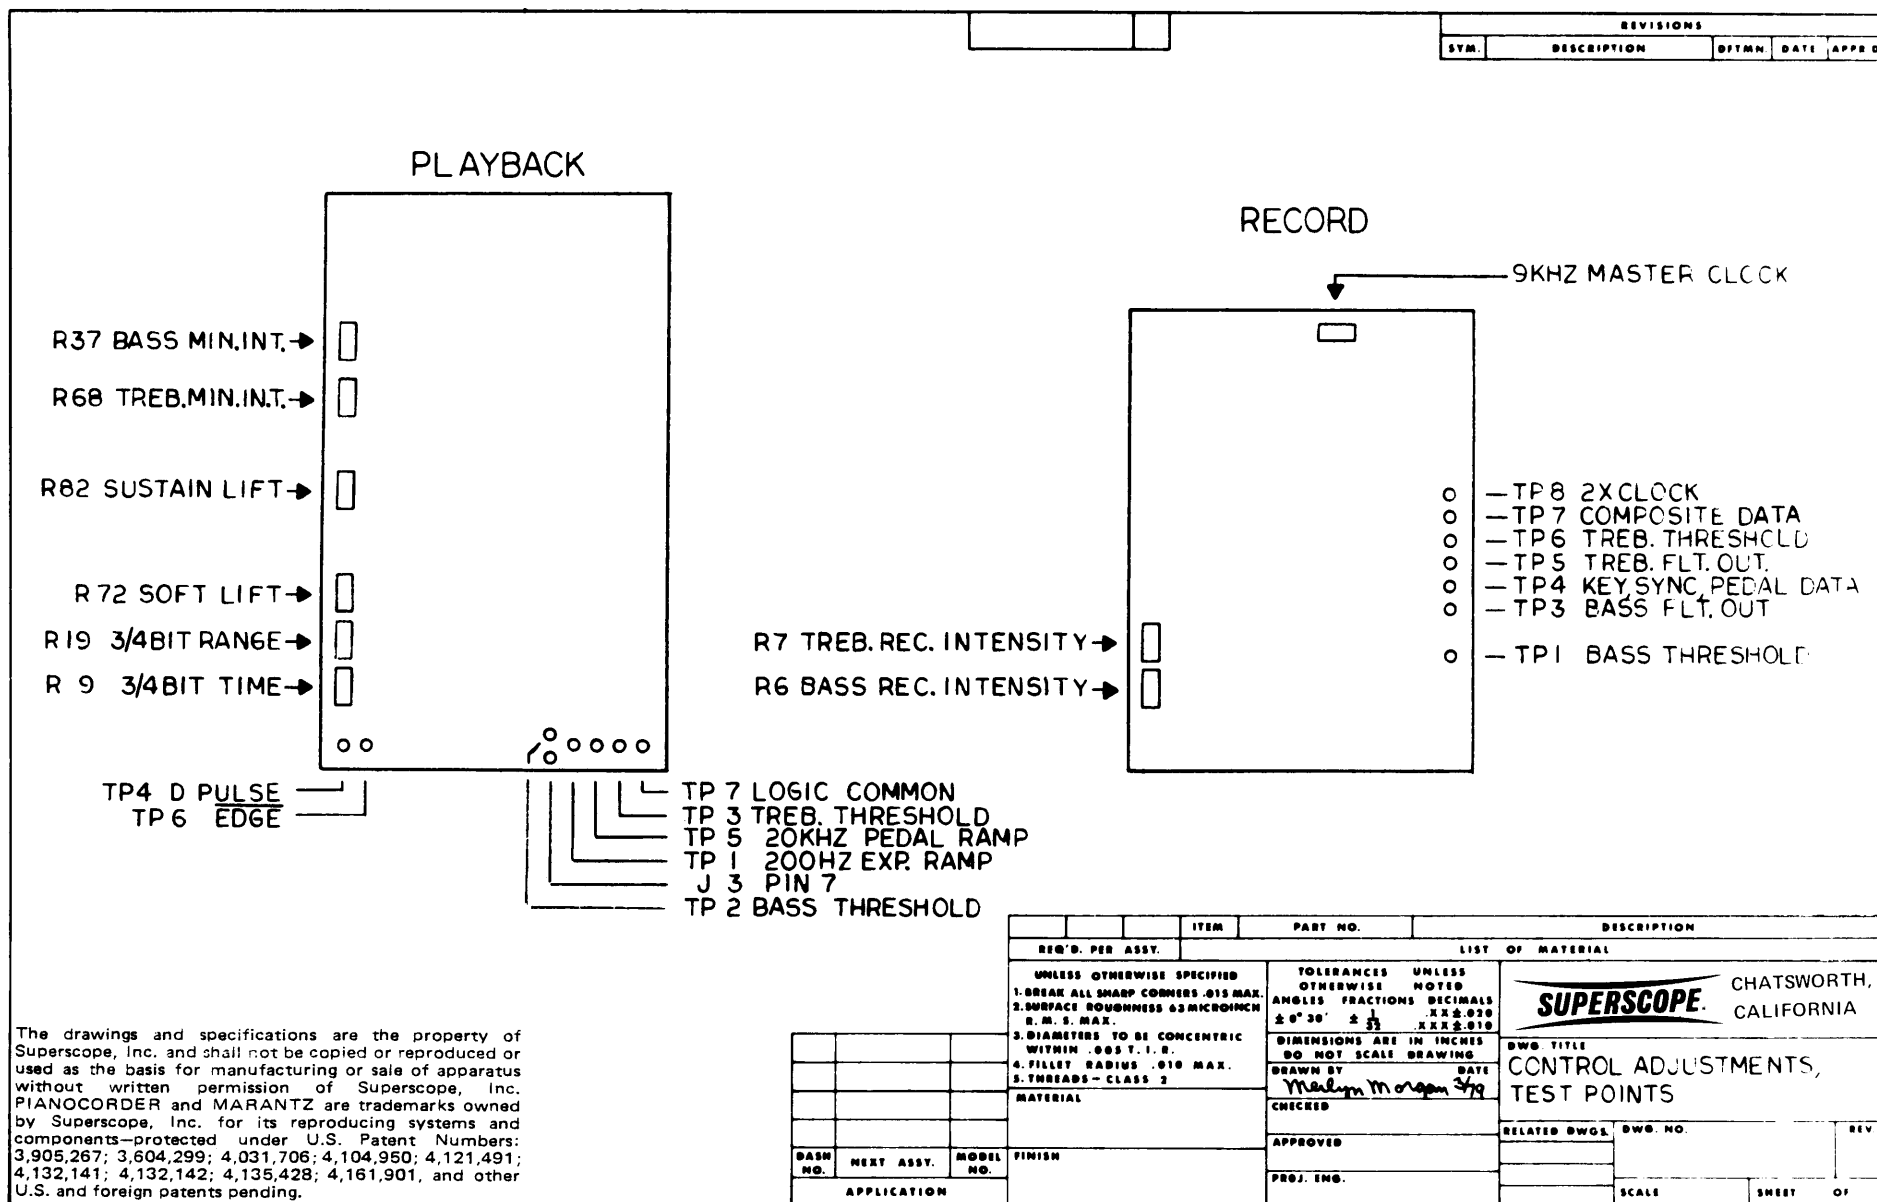 REVISIONS
SYM. DESCRIPTION DFTMN. DATE APPR D
PLAYBACK
R37 BASS MIN.INT.
R68 TREB.MIN.INT.
R82 SUSTAIN LIFT
R72 SOFT LIFT
R19 3/4BIT RANGE
R 9 3/4BIT TIME
TP4 D PULSE
TP6 EDGE
TP 7 LOGIC COMMON
TP 3 TREB. THRESHOLD
TP 5 20KHZ PEDAL RAMP
TP 1 200HZ EXP. RAMP
J 3 PIN 7
TP 2 BASS THRESHOLD
RECORD
9KHZ MASTER CLOCK
TP8 2X CLOCK
TP7 COMPOSITE DATA
TP6 TREB. THRESHOLD
TP5 TREB. FLT. OUT.
TP4 KEY,SYNC,PEDAL DATA
TP3 BASS FLT. OUT
TP1 BASS THRESHOLD
R7 TREB. REC. INTENSITY
R6 BASS REC. INTENSITY
The drawings and specifications are the property of
Superscope, Inc. and shall not be copied or reproduced or
used as the basis for manufacturing or sale of apparatus
without written permission of Superscope, Inc.
PIANOCORDER and MARANTZ are trademarks owned
by Superscope, Inc. for its reproducing systems and
components—protected under U.S. Patent Numbers:
3,905,267; 3,604,299; 4,031,706; 4,104,950; 4,121,491;
4,132,141; 4,132,142; 4,135,428; 4,161,901, and other
U.S. and foreign patents pending.
ITEM PART NO. DESCRIPTION
REQ'D. PER ASSY. LIST OF MATERIAL
UNLESS OTHERWISE SPECIFIED
1. BREAK ALL SHARP CORNERS .015 MAX.
2. SURFACE ROUGHNESS 63 MICROINCH
R. M. S. MAX.
3. DIAMETERS TO BE CONCENTRIC
WITHIN .005 T. I. R.
4. FILLET RADIUS .010 MAX.
5. THREADS - CLASS 2
MATERIAL
FINISH
DASH NO. NEXT ASSY. MODEL NO.
APPLICATION
TOLERANCES UNLESS
OTHERWISE NOTED
ANGLES FRACTIONS DECIMALS
± 0° 30' ± 1/32 .XX ± .020
.XXX ± .010
DIMENSIONS ARE IN INCHES
DO NOT SCALE DRAWING
DRAWN BY DATE
Merlyn Morgan 3/79
CHECKED
APPROVED
PROJ. ENG.
SUPERSCOPE. CHATSWORTH,
CALIFORNIA
DWG. TITLE
CONTROL ADJUSTMENTS,
TEST POINTS
RELATED DWGS. DWG. NO. REV
SCALE SHEET OF